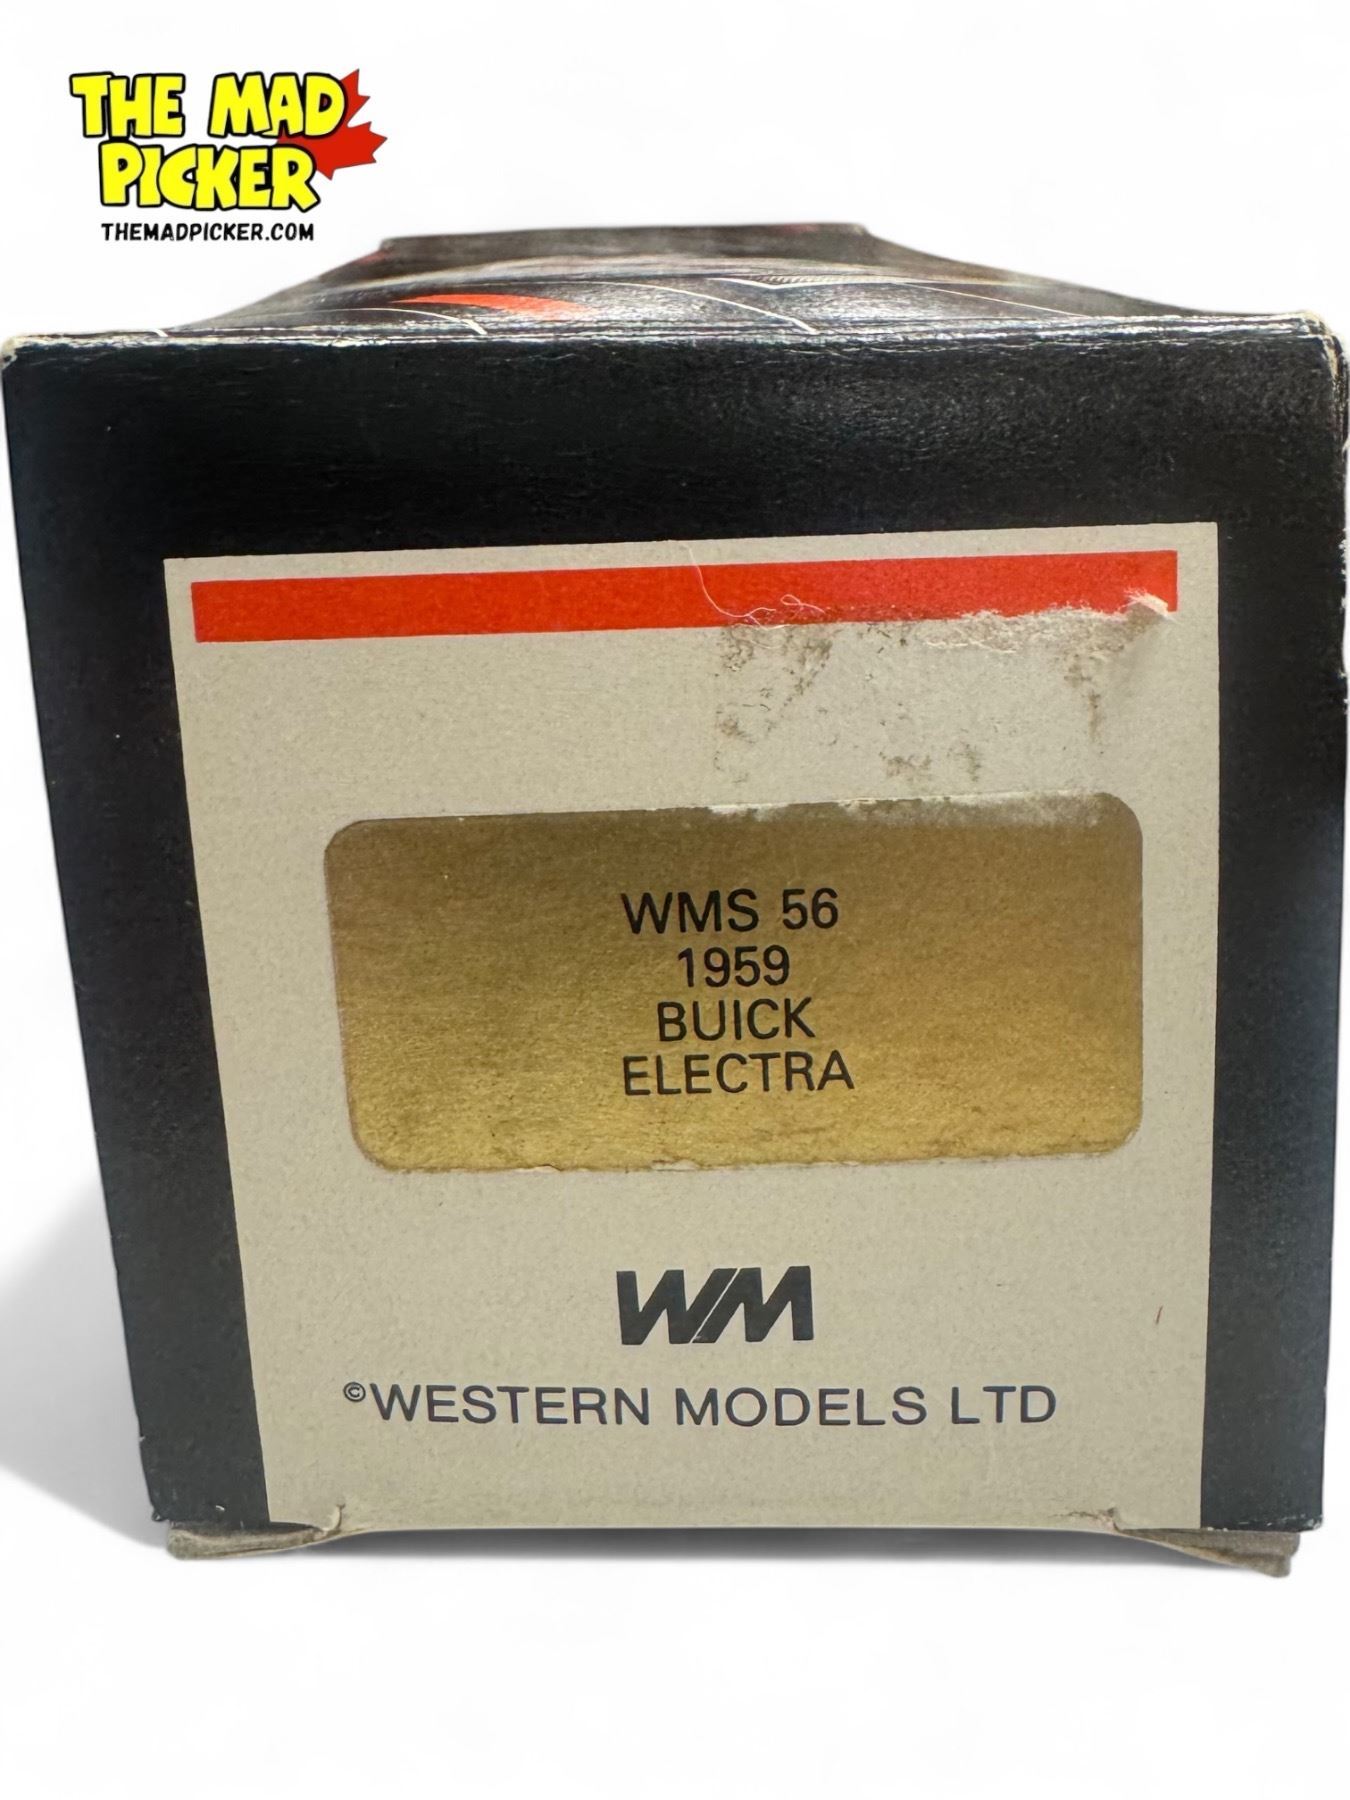 THE MAD
PICKER
THEMADPICKER.COM
WMS 56
1959
BUICK
ELECTRA
WM
©WESTERN MODELS LTD